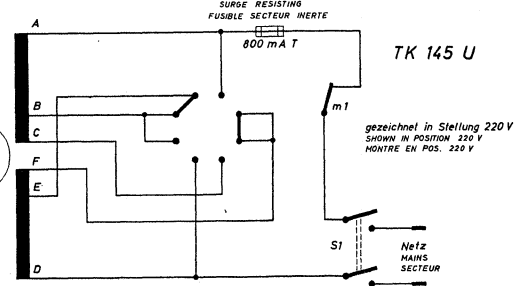 SURGE RESISTING
FUSIBLE SECTEUR INERTE
A
800 mA T
TK 145 U
B
m1
C
gezeichnet in Stellung 220 V
SHOWN IN POSITION 220 V
MONTRE EN POS. 220 V
F
E
S1
Netz
MAINS
SECTEUR
D